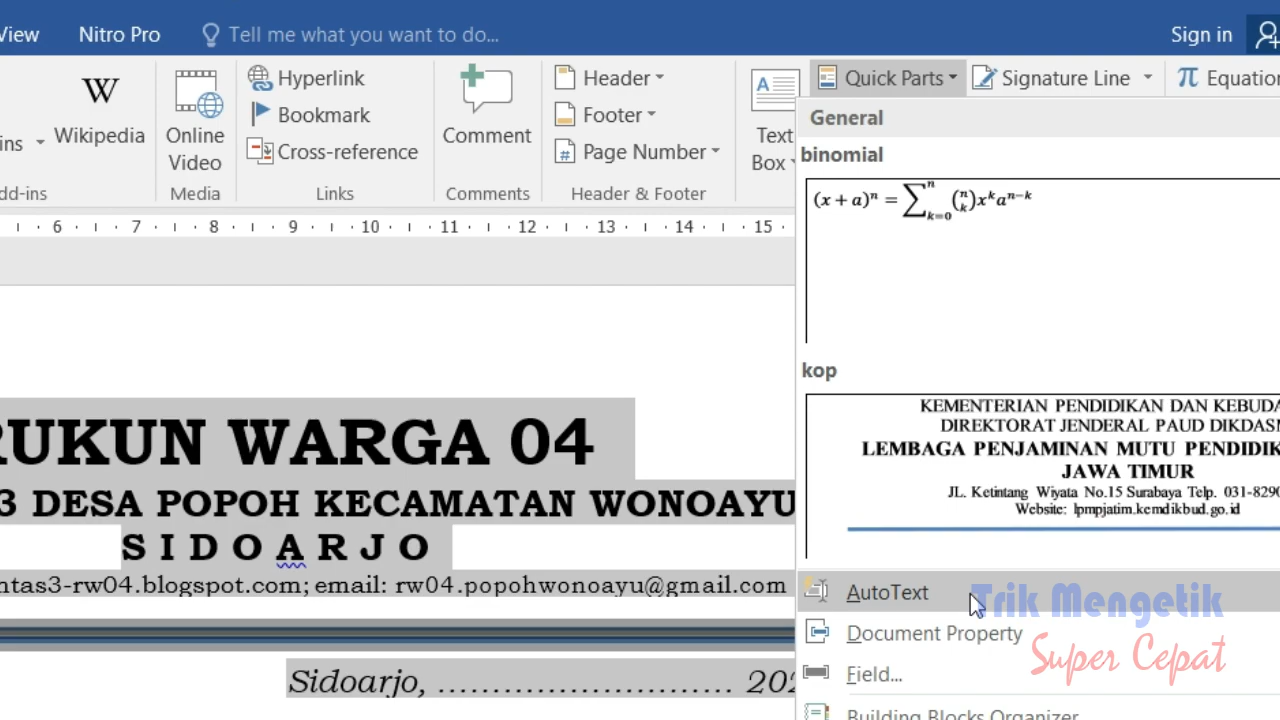 View Nitro Pro Tell me what you want to do... Sign in
Wikipedia
Online Video
Media
Hyperlink
Bookmark
Cross-reference
Links
Comment
Comments
Header
Footer
Page Number
Header & Footer
Text Box
Quick Parts Signature Line π Equation
ins
dd-ins
6 7 8 9 10 11 12 13 14 15
General
binomial
(x + a)ⁿ = ∑ⁿₖ₌₀ (ⁿₖ) xᵏaⁿ⁻ᵏ
kop
KEMENTERIAN PENDIDIKAN DAN KEBUDA
DIREKTORAT JENDERAL PAUD DIKDASM
LEMBAGA PENJAMINAN MUTU PENDIDIK
JAWA TIMUR
JL. Ketintang Wiyata No.15 Surabaya Telp. 031-8290
Website: lpmpjatim.kemdikbud.go.id
RUKUN WARGA 04
3 DESA POPOH KECAMATAN WONOAYU
S I D O A R J O
ntas3-rw04.blogspot.com; email: rw04.popohwonoayu@gmail.com
Sidoarjo, ........................... 202
AutoText
Document Property
Field...
Building Blocks Organizer
Trik Mengetik
Super Cepat